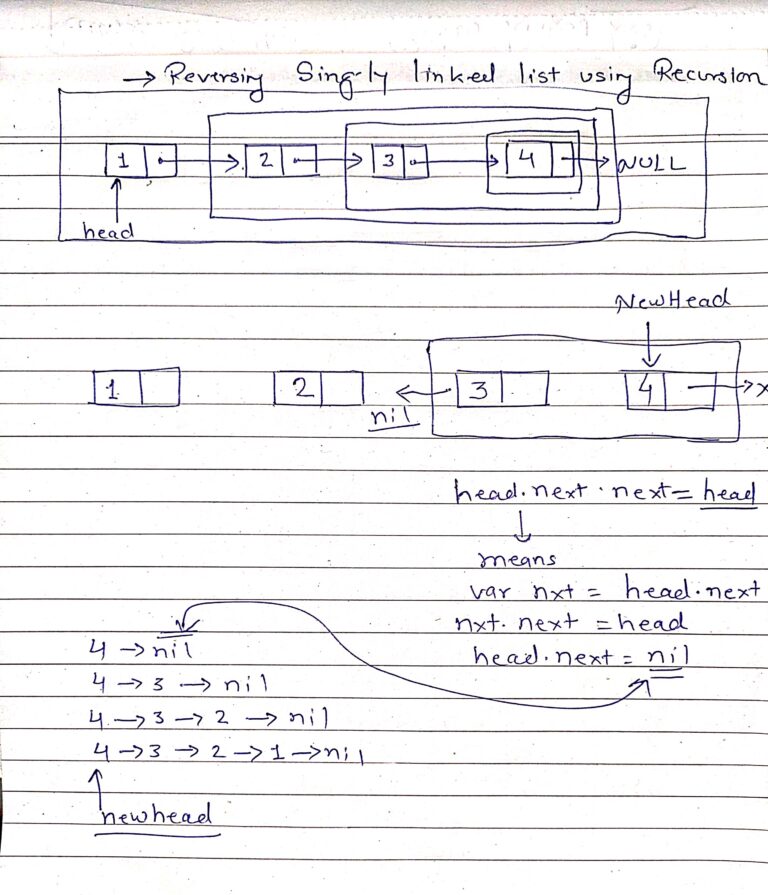 → Reversing Singly linked list using Recursion
1 2 3 4 NULL
head
NewHead
1 2 3 4 x
nil
head.next.next = head
means
var nxt = head.next
nxt.next = head
head.next = nil
4 → nil
4 → 3 → nil
4 → 3 → 2 → nil
4 → 3 → 2 → 1 → nil
newhead